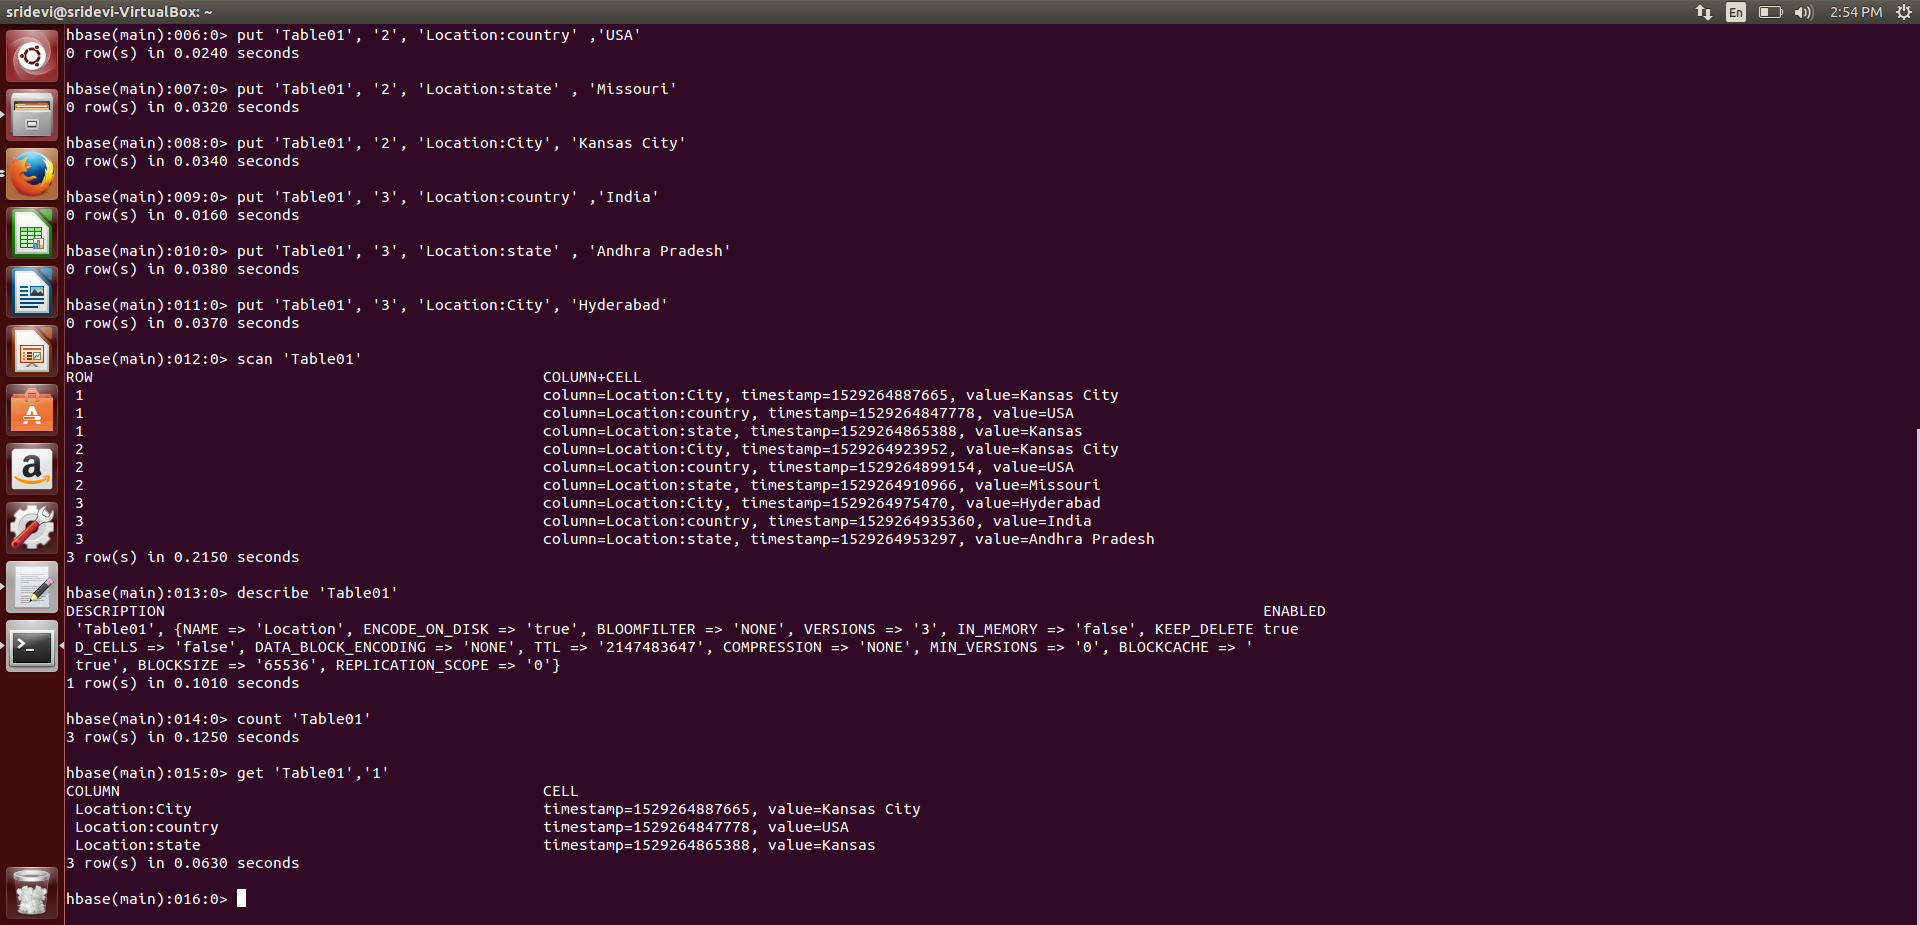 sridevi@sridevi-VirtualBox: ~
En
2:54 PM
hbase(main):006:0> put 'Table01', '2', 'Location:country' ,'USA'
0 row(s) in 0.0240 seconds
hbase(main):007:0> put 'Table01', '2', 'Location:state' , 'Missouri'
0 row(s) in 0.0320 seconds
hbase(main):008:0> put 'Table01', '2', 'Location:City', 'Kansas City'
0 row(s) in 0.0340 seconds
hbase(main):009:0> put 'Table01', '3', 'Location:country' ,'India'
0 row(s) in 0.0160 seconds
hbase(main):010:0> put 'Table01', '3', 'Location:state' , 'Andhra Pradesh'
0 row(s) in 0.0380 seconds
hbase(main):011:0> put 'Table01', '3', 'Location:City', 'Hyderabad'
0 row(s) in 0.0370 seconds
hbase(main):012:0> scan 'Table01'
ROW COLUMN+CELL
1 column=Location:City, timestamp=1529264887665, value=Kansas City
1 column=Location:country, timestamp=1529264847778, value=USA
1 column=Location:state, timestamp=1529264865388, value=Kansas
2 column=Location:City, timestamp=1529264923952, value=Kansas City
2 column=Location:country, timestamp=1529264899154, value=USA
2 column=Location:state, timestamp=1529264910966, value=Missouri
3 column=Location:City, timestamp=1529264975470, value=Hyderabad
3 column=Location:country, timestamp=1529264935360, value=India
3 column=Location:state, timestamp=1529264953297, value=Andhra Pradesh
3 row(s) in 0.2150 seconds
hbase(main):013:0> describe 'Table01'
DESCRIPTION ENABLED
'Table01', {NAME => 'Location', ENCODE_ON_DISK => 'true', BLOOMFILTER => 'NONE', VERSIONS => '3', IN_MEMORY => 'false', KEEP_DELETE true
D_CELLS => 'false', DATA_BLOCK_ENCODING => 'NONE', TTL => '2147483647', COMPRESSION => 'NONE', MIN_VERSIONS => '0', BLOCKCACHE => '
true', BLOCKSIZE => '65536', REPLICATION_SCOPE => '0'}
1 row(s) in 0.1010 seconds
hbase(main):014:0> count 'Table01'
3 row(s) in 0.1250 seconds
hbase(main):015:0> get 'Table01','1'
COLUMN CELL
Location:City timestamp=1529264887665, value=Kansas City
Location:country timestamp=1529264847778, value=USA
Location:state timestamp=1529264865388, value=Kansas
3 row(s) in 0.0630 seconds
hbase(main):016:0>